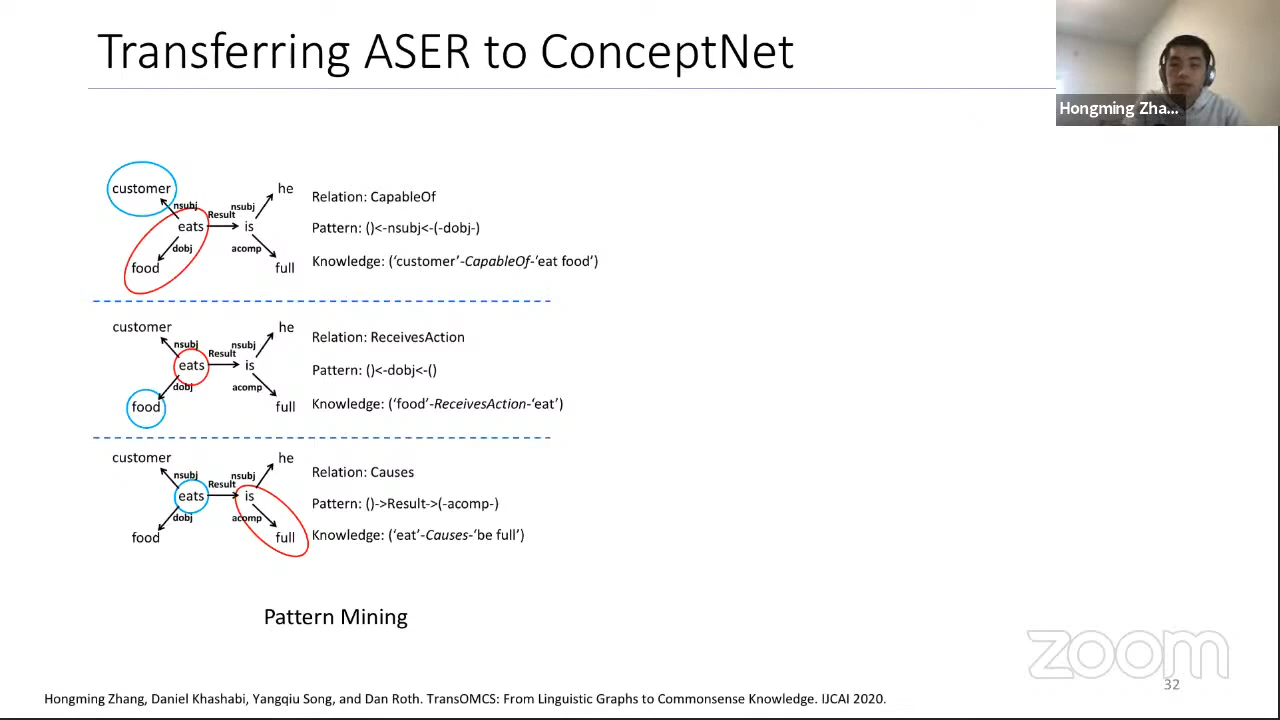 Transferring ASER to ConceptNet
Hongming Zha...
customer
nsubj
eats
Result
nsubj
he
is
dobj
acomp
food
full
Relation: CapableOf
Pattern: ()<-nsubj<-(-dobj-)
Knowledge: (‘customer’-CapableOf-‘eat food’)
customer
nsubj
eats
Result
nsubj
he
is
dobj
acomp
food
full
Relation: ReceivesAction
Pattern: ()<-dobj<-()
Knowledge: (‘food’-ReceivesAction-‘eat’)
customer
nsubj
eats
Result
nsubj
he
is
dobj
acomp
food
full
Relation: Causes
Pattern: ()->Result->(-acomp-)
Knowledge: (‘eat’-Causes-‘be full’)
Pattern Mining
zoom
32
Hongming Zhang, Daniel Khashabi, Yangqiu Song, and Dan Roth. TransOMCS: From Linguistic Graphs to Commonsense Knowledge. IJCAI 2020.